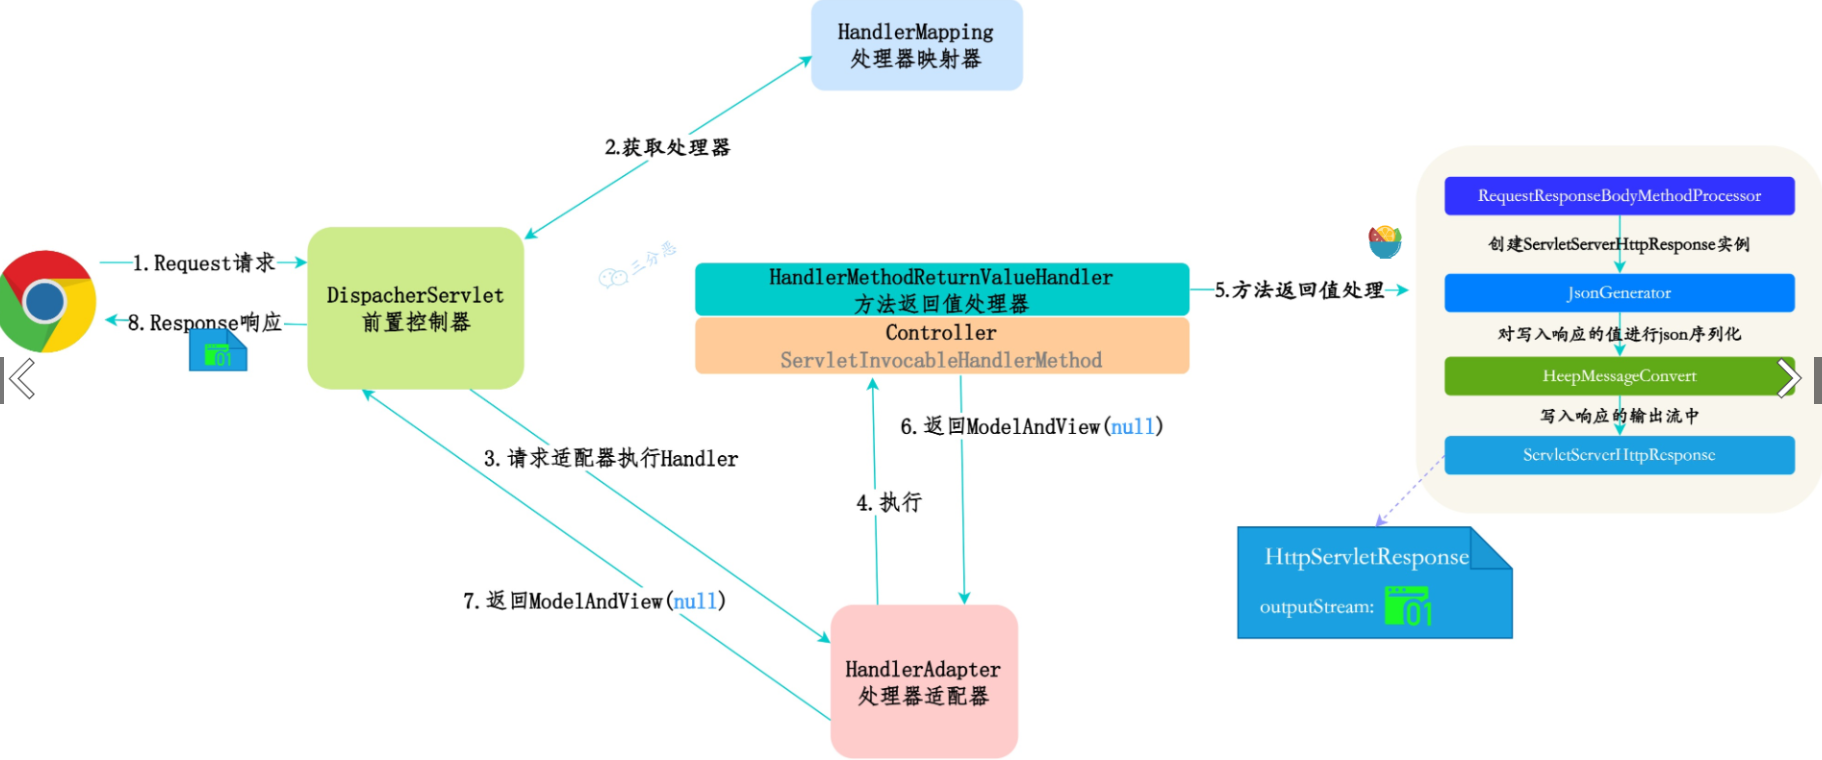 HandlerMapping
处理器映射器
2.获取处理器
1.Request请求
8.Response响应
01
DispacherServlet
前置控制器
三分恶
HandlerMethodReturnValueHandler
方法返回值处理器
Controller
ServletInvocableHandlerMethod
5.方法返回值处理
RequestResponseBodyMethodProcessor
创建ServletServerHttpResponse实例
JsonGenerator
对写入响应的值进行json序列化
HeepMessageConvert
写入响应的输出流中
ServletServerHttpResponse
HttpServletResponse
outputStream:
01
3.请求适配器执行Handler
4.执行
6.返回ModelAndView(null)
7.返回ModelAndView(null)
HandlerAdapter
处理器适配器